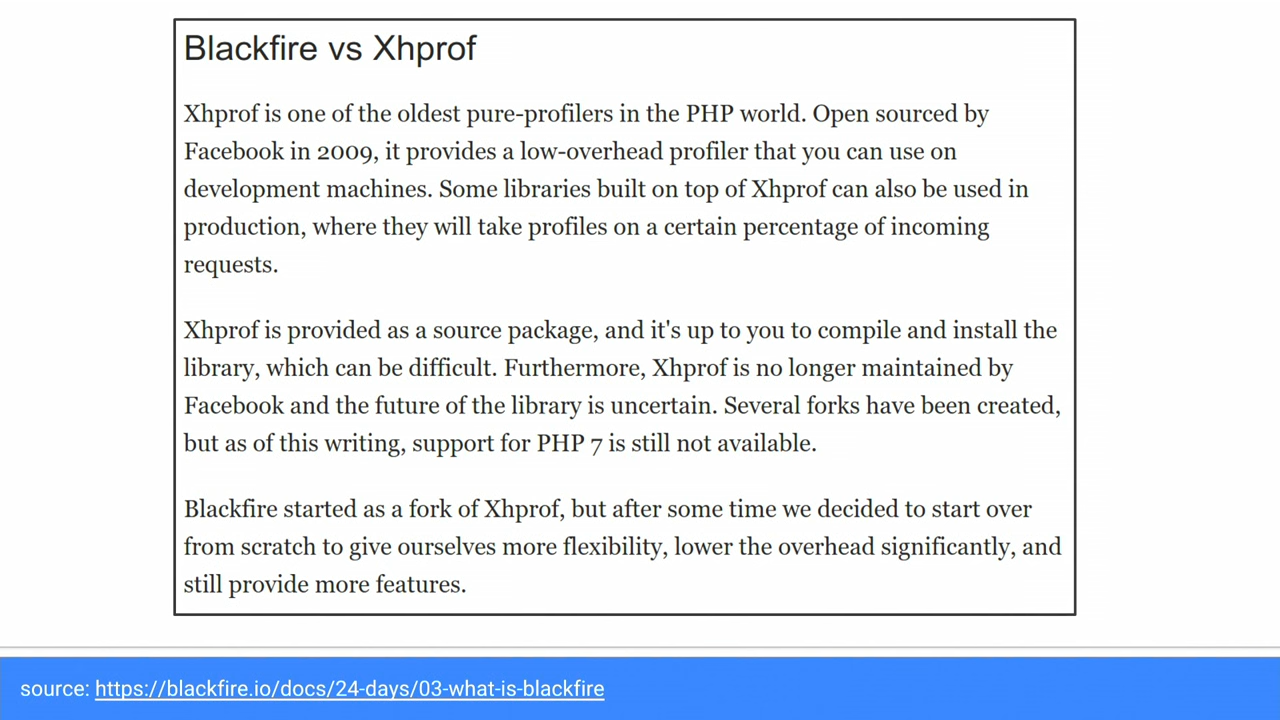 Blackfire vs Xhprof
Xhprof is one of the oldest pure-profilers in the PHP world. Open sourced by
Facebook in 2009, it provides a low-overhead profiler that you can use on
development machines. Some libraries built on top of Xhprof can also be used in
production, where they will take profiles on a certain percentage of incoming
requests.
Xhprof is provided as a source package, and it's up to you to compile and install the
library, which can be difficult. Furthermore, Xhprof is no longer maintained by
Facebook and the future of the library is uncertain. Several forks have been created,
but as of this writing, support for PHP 7 is still not available.
Blackfire started as a fork of Xhprof, but after some time we decided to start over
from scratch to give ourselves more flexibility, lower the overhead significantly, and
still provide more features.
source: https://blackfire.io/docs/24-days/03-what-is-blackfire